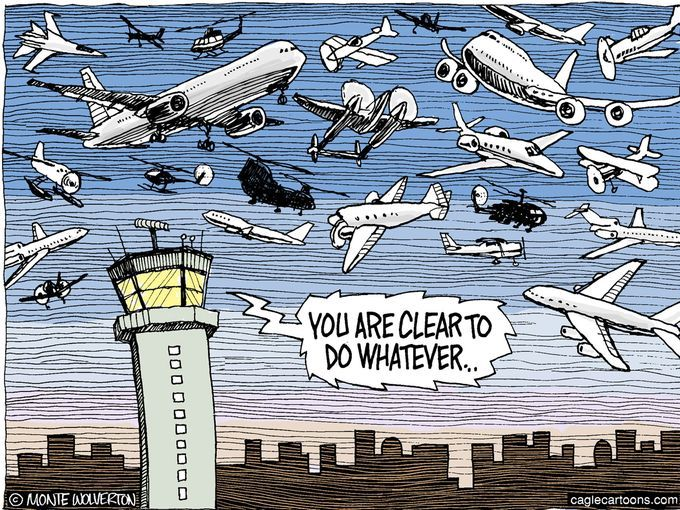 YOU ARE CLEAR TO
DO WHATEVER...
© MONTE WOLVERTON
caglecartoons.com